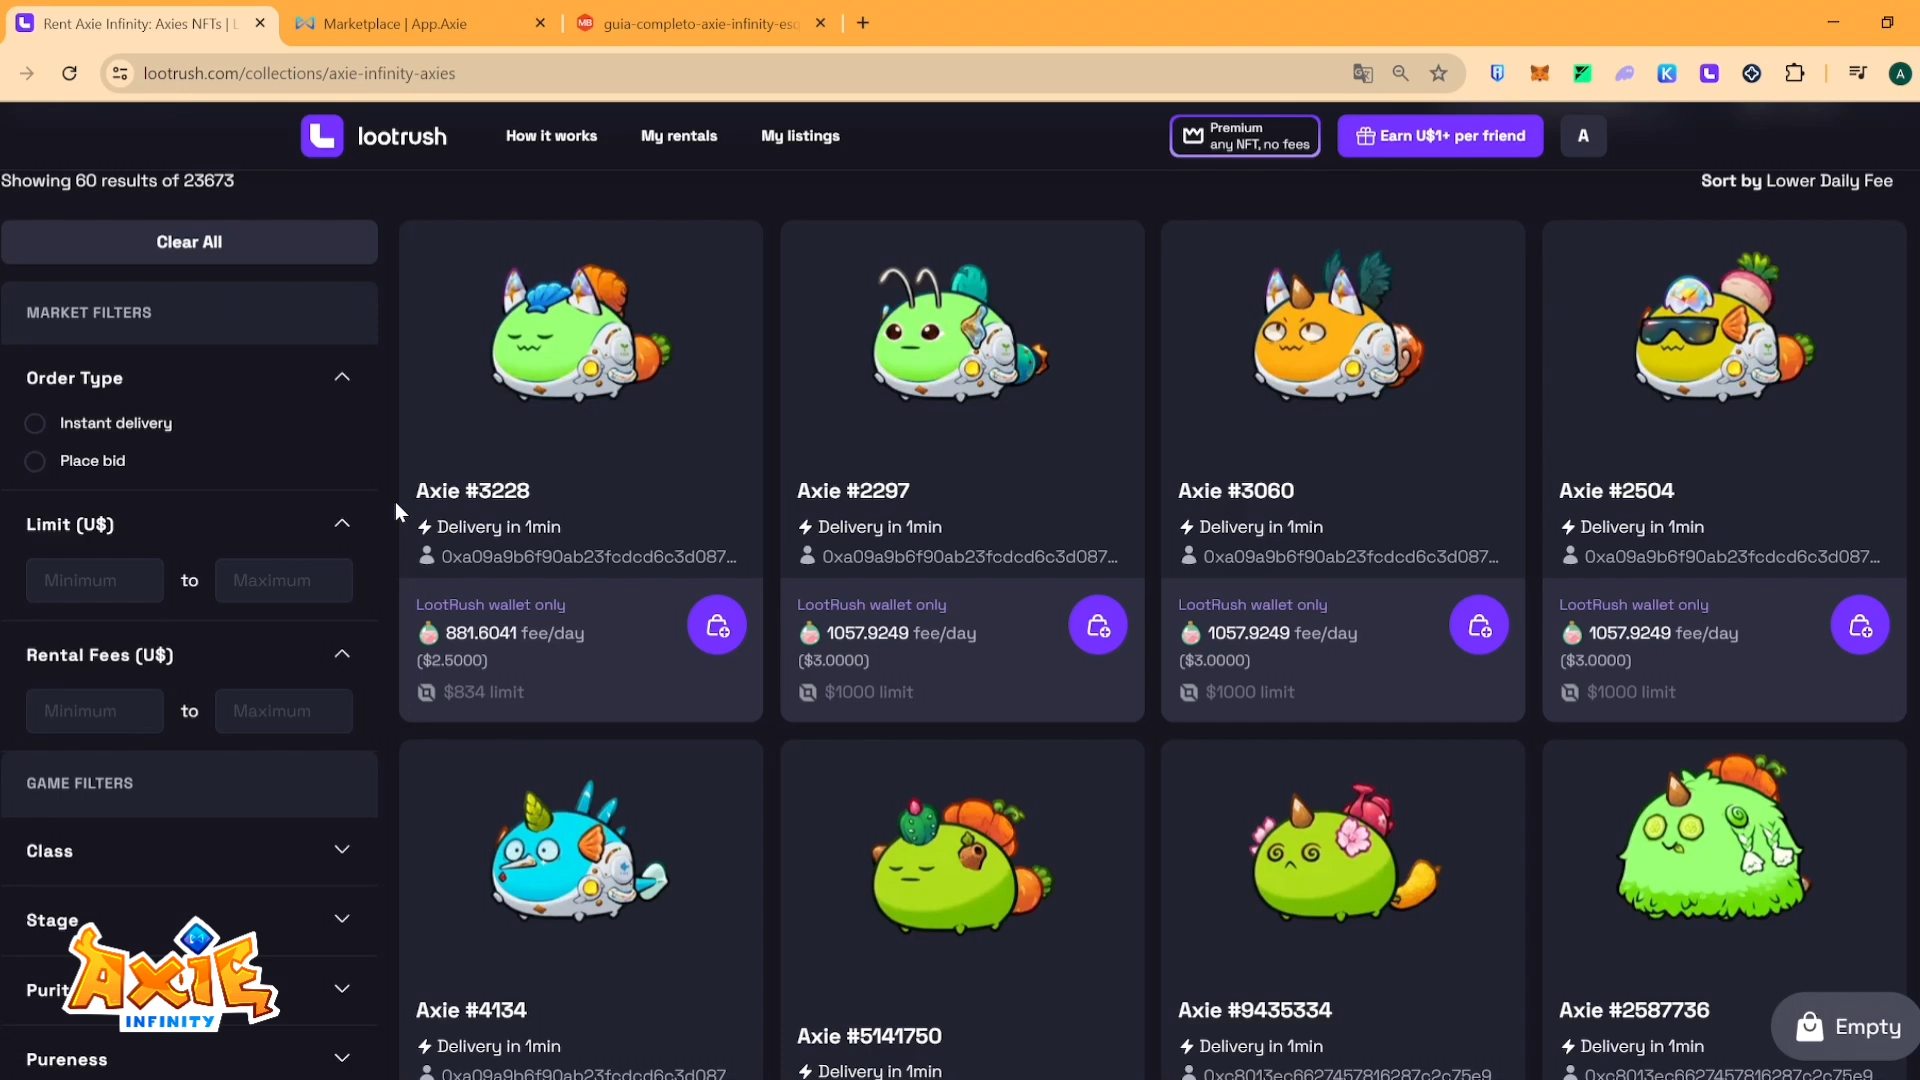 Rent Axie Infinity: Axies NFTs |
Marketplace | App.Axie
guia-completo-axie-infinity-esc
lootrush.com/collections/axie-infinity-axies
A
lootrush
How it works
My rentals
My listings
Premium
any NFT, no fees
Earn U$1+ per friend
A
Showing 60 results of 23673
Sort by Lower Daily Fee
Clear All
MARKET FILTERS
Order Type
Instant delivery
Place bid
Limit (U$)
Minimum to Maximum
Rental Fees (U$)
Minimum to Maximum
GAME FILTERS
Class
Stage
Purit
Pureness
AXIE
INFINITY
Axie #3228
Delivery in 1min
0xa09a9b6f90ab23fcdcd6c3d087...
LootRush wallet only
881.6041 fee/day
($2.5000)
$834 limit
Axie #2297
Delivery in 1min
0xa09a9b6f90ab23fcdcd6c3d087...
LootRush wallet only
1057.9249 fee/day
($3.0000)
$1000 limit
Axie #3060
Delivery in 1min
0xa09a9b6f90ab23fcdcd6c3d087...
LootRush wallet only
1057.9249 fee/day
($3.0000)
$1000 limit
Axie #2504
Delivery in 1min
0xa09a9b6f90ab23fcdcd6c3d087...
LootRush wallet only
1057.9249 fee/day
($3.0000)
$1000 limit
Axie #4134
Delivery in 1min
0xa09a9b6f90ab23fcdcd6c3d087
Axie #5141750
Delivery in 1min
Axie #9435334
Delivery in 1min
0xc8013ec6627457816287c2c75e9
Axie #2587736
Delivery in 1min
0xc8013ec6627457816287c2c75e9
Empty